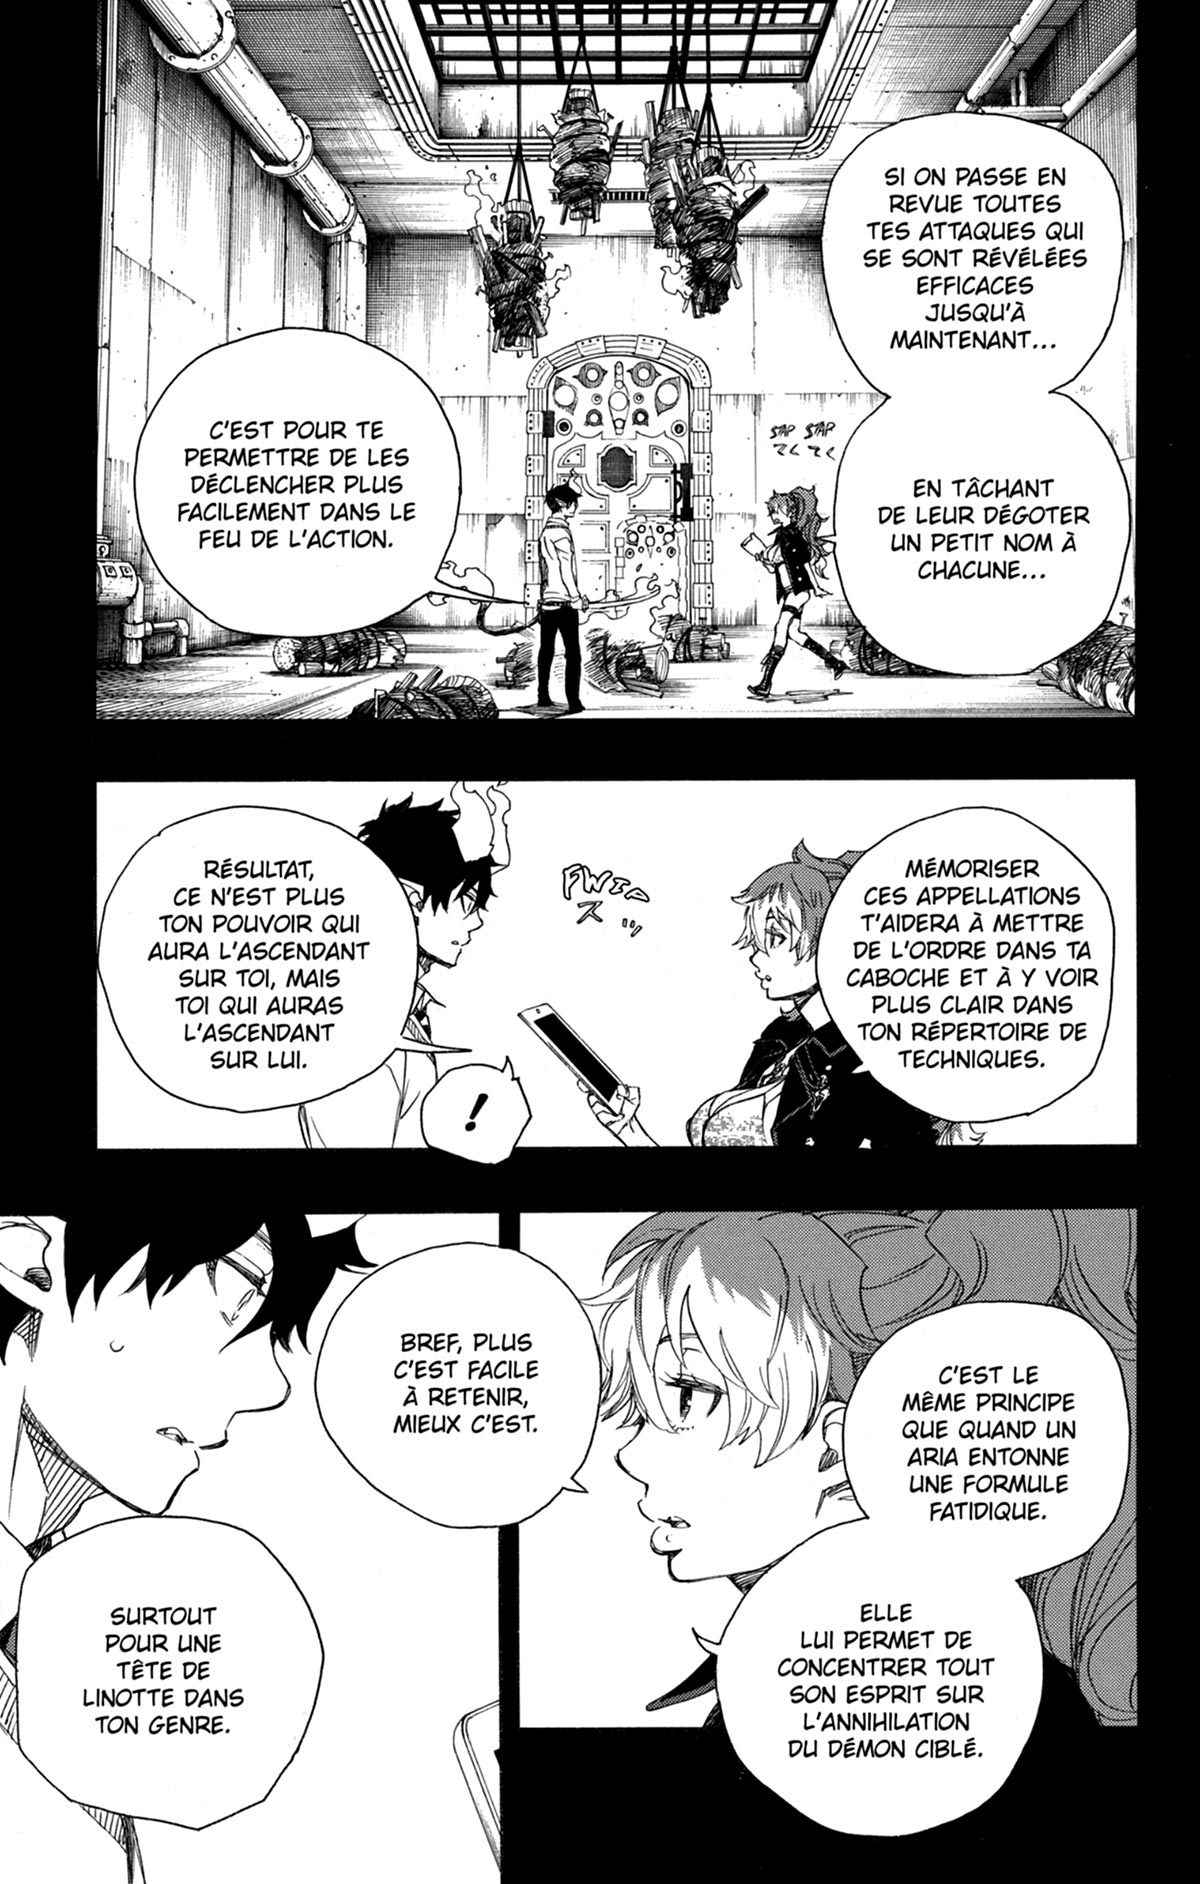 SI ON PASSE EN
REVUE TOUTES
TES ATTAQUES QUI
SE SONT RÉVÉLÉES
EFFICACES
JUSQU'À
MAINTENANT...
EN TÂCHANT
DE LEUR DÉGOTER
UN PETIT NOM À
CHACUNE...
STAP STAP
てくてく
C'EST POUR TE
PERMETTRE DE LES
DÉCLENCHER PLUS
FACILEMENT DANS LE
FEU DE L'ACTION.
MÉMORISER
CES APPELLATIONS
T'AIDERA À METTRE
DE L'ORDRE DANS TA
CABOCHE ET À Y VOIR
PLUS CLAIR DANS
TON RÉPERTOIRE DE
TECHNIQUES.
ス
RÉSULTAT,
CE N'EST PLUS
TON POUVOIR QUI
AURA L'ASCENDANT
SUR TOI, MAIS
TOI QUI AURAS
L'ASCENDANT
SUR LUI.
!
C'EST LE
MÊME PRINCIPE
QUE QUAND UN
ARIA ENTONNE
UNE FORMULE
FATIDIQUE.
ELLE
LUI PERMET DE
CONCENTRER TOUT
SON ESPRIT SUR
L'ANNIHILATION
DU DÉMON CIBLÉ.
BREF, PLUS
C'EST FACILE
À RETENIR,
MIEUX C'EST.
SURTOUT
POUR UNE
TÊTE DE
LINOTTE DANS
TON GENRE.